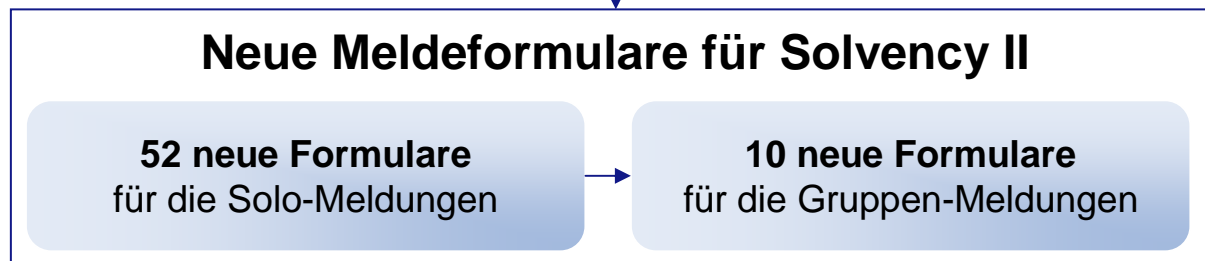 Neue Meldeformulare für Solvency II
52 neue Formulare
für die Solo-Meldungen
10 neue Formulare
für die Gruppen-Meldungen